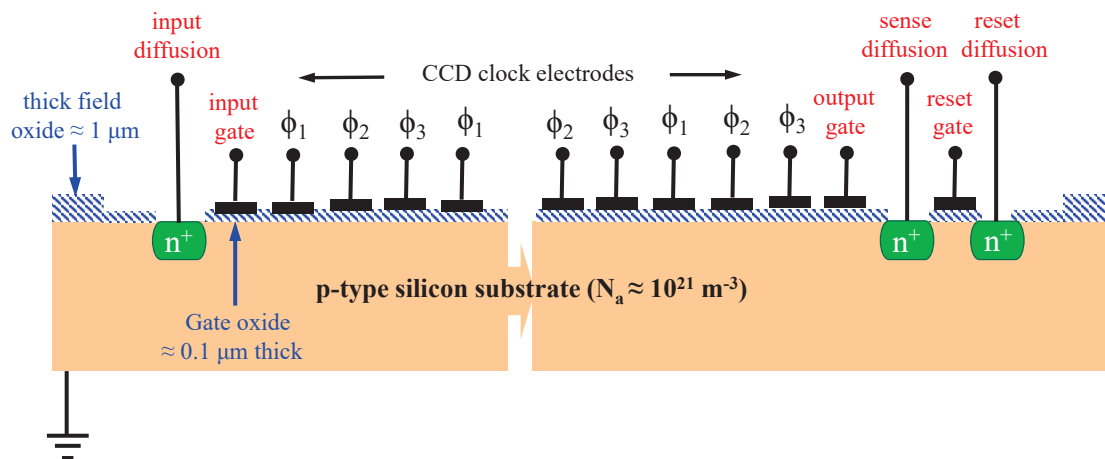 input
diffusion
sense
diffusion
reset
diffusion
CCD clock electrodes
thick field
oxide ≈ 1 μm
input
gate
ϕ1
ϕ2
ϕ3
ϕ1
ϕ2
ϕ3
ϕ1
ϕ2
ϕ3
output
gate
reset
gate
n+
n+
n+
p-type silicon substrate (Na ≈ 10²¹ m⁻³)
Gate oxide
≈ 0.1 μm thick